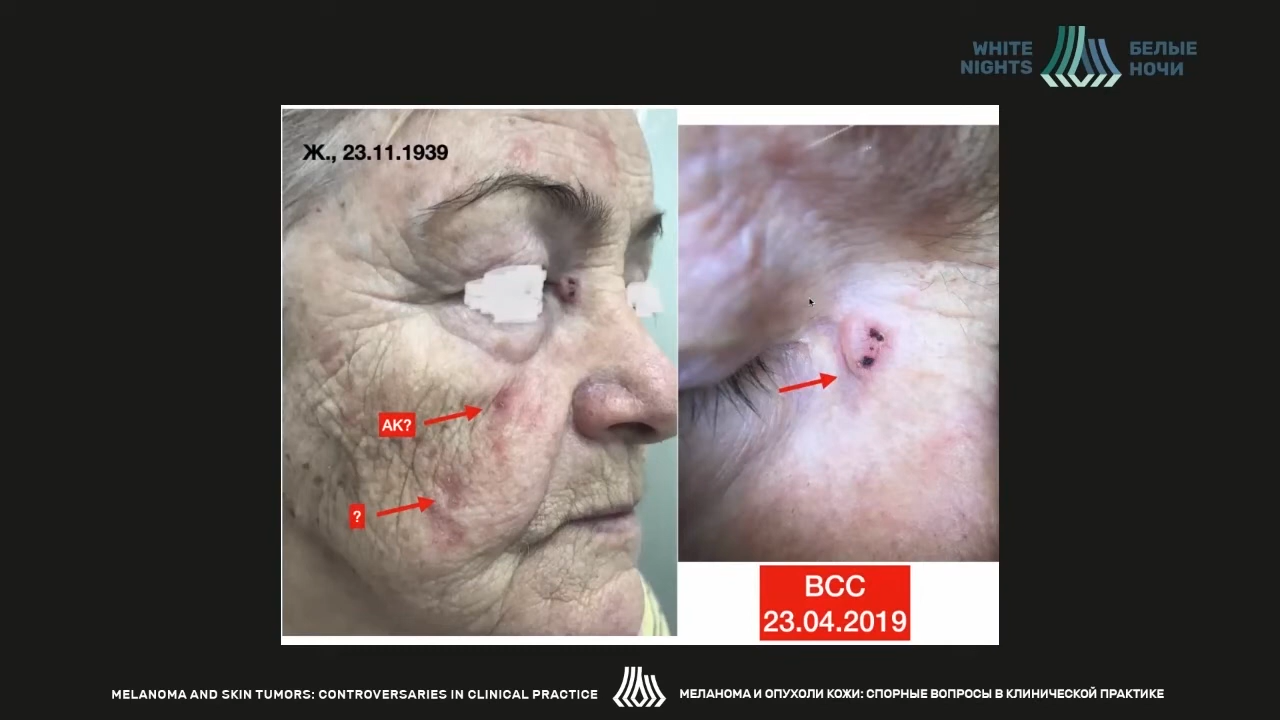 WHITE
NIGHTS
БЕЛЫЕ
НОЧИ
Ж., 23.11.1939
АК?
?
BCC
23.04.2019
MELANOMA AND SKIN TUMORS: CONTROVERSARIES IN CLINICAL PRACTICE
МЕЛАНОМА И ОПУХОЛИ КОЖИ: СПОРНЫЕ ВОПРОСЫ В КЛИНИЧЕСКОЙ ПРАКТИКЕ